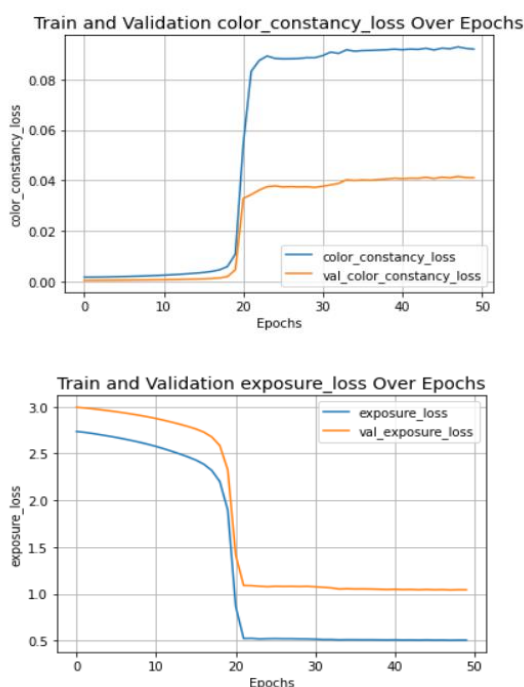 Train and Validation color_constancy_loss Over Epochs
0.08
0.06
0.04
0.02
0.00
color_constancy_loss
color_constancy_loss
val_color_constancy_loss
0 10 20 30 40 50
Epochs
Train and Validation exposure_loss Over Epochs
3.0
2.5
2.0
1.5
1.0
0.5
exposure_loss
exposure_loss
val_exposure_loss
0 10 20 30 40 50
Epochs